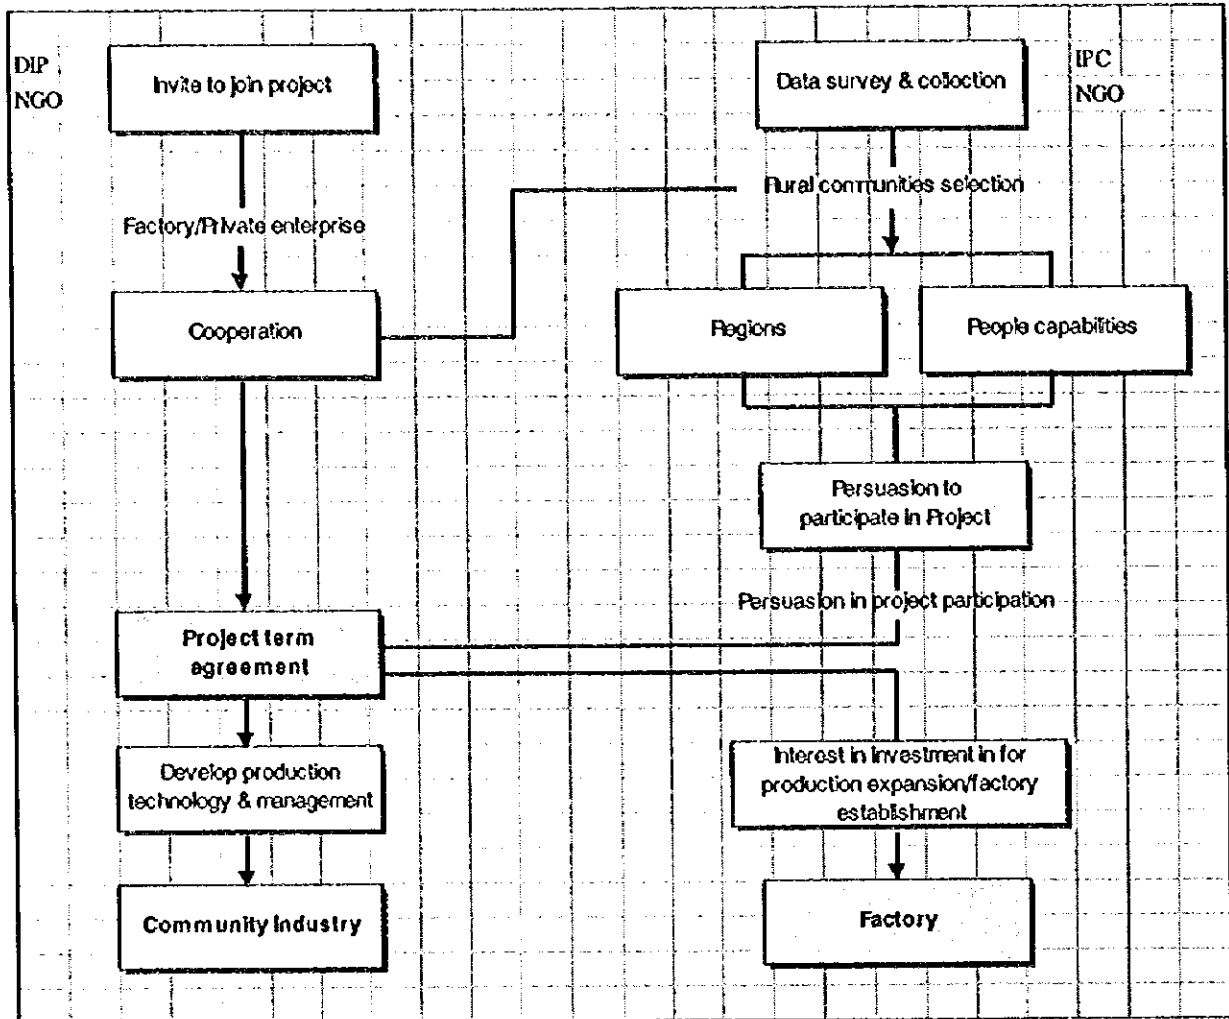 DIP
NGO
Invite to join project
Factory/Private enterprise
Cooperation
Project term
agreement
Develop production
technology & management
Community Industry
Data survey & collection
IPC
NGO
Rural communities selection
Regions
People capabilities
Persuasion to
participate in Project
Persuasion in project participation
Interest in Investment in for
production expansion/factory
establishment
Factory